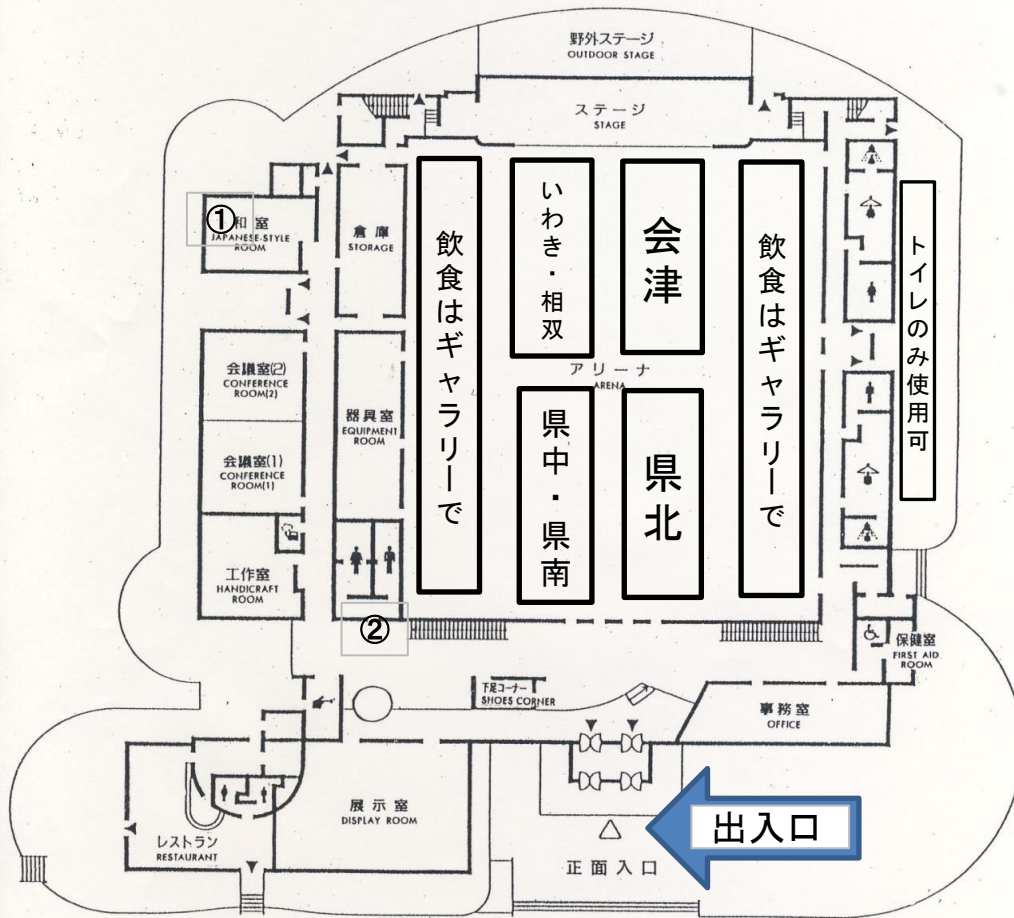 野外ステージ
OUTDOOR STAGE
ステージ
STAGE
①
和室
JAPANESE-STYLE
ROOM
倉庫
STORAGE
飲食はギャラリーで
いわき・相双
会津
飲食はギャラリーで
トイレのみ使用可
アリーナ
ARENA
会議室(2)
CONFERENCE
ROOM(2)
器具室
EQUIPMENT
ROOM
県中・県南
県北
会議室(1)
CONFERENCE
ROOM(1)
工作室
HANDICRAFT
ROOM
②
保健室
FIRST AID
ROOM
下足コーナー
SHOES CORNER
事務室
OFFICE
展示室
DISPLAY ROOM
出入口
レストラン
RESTAURANT
正面入口